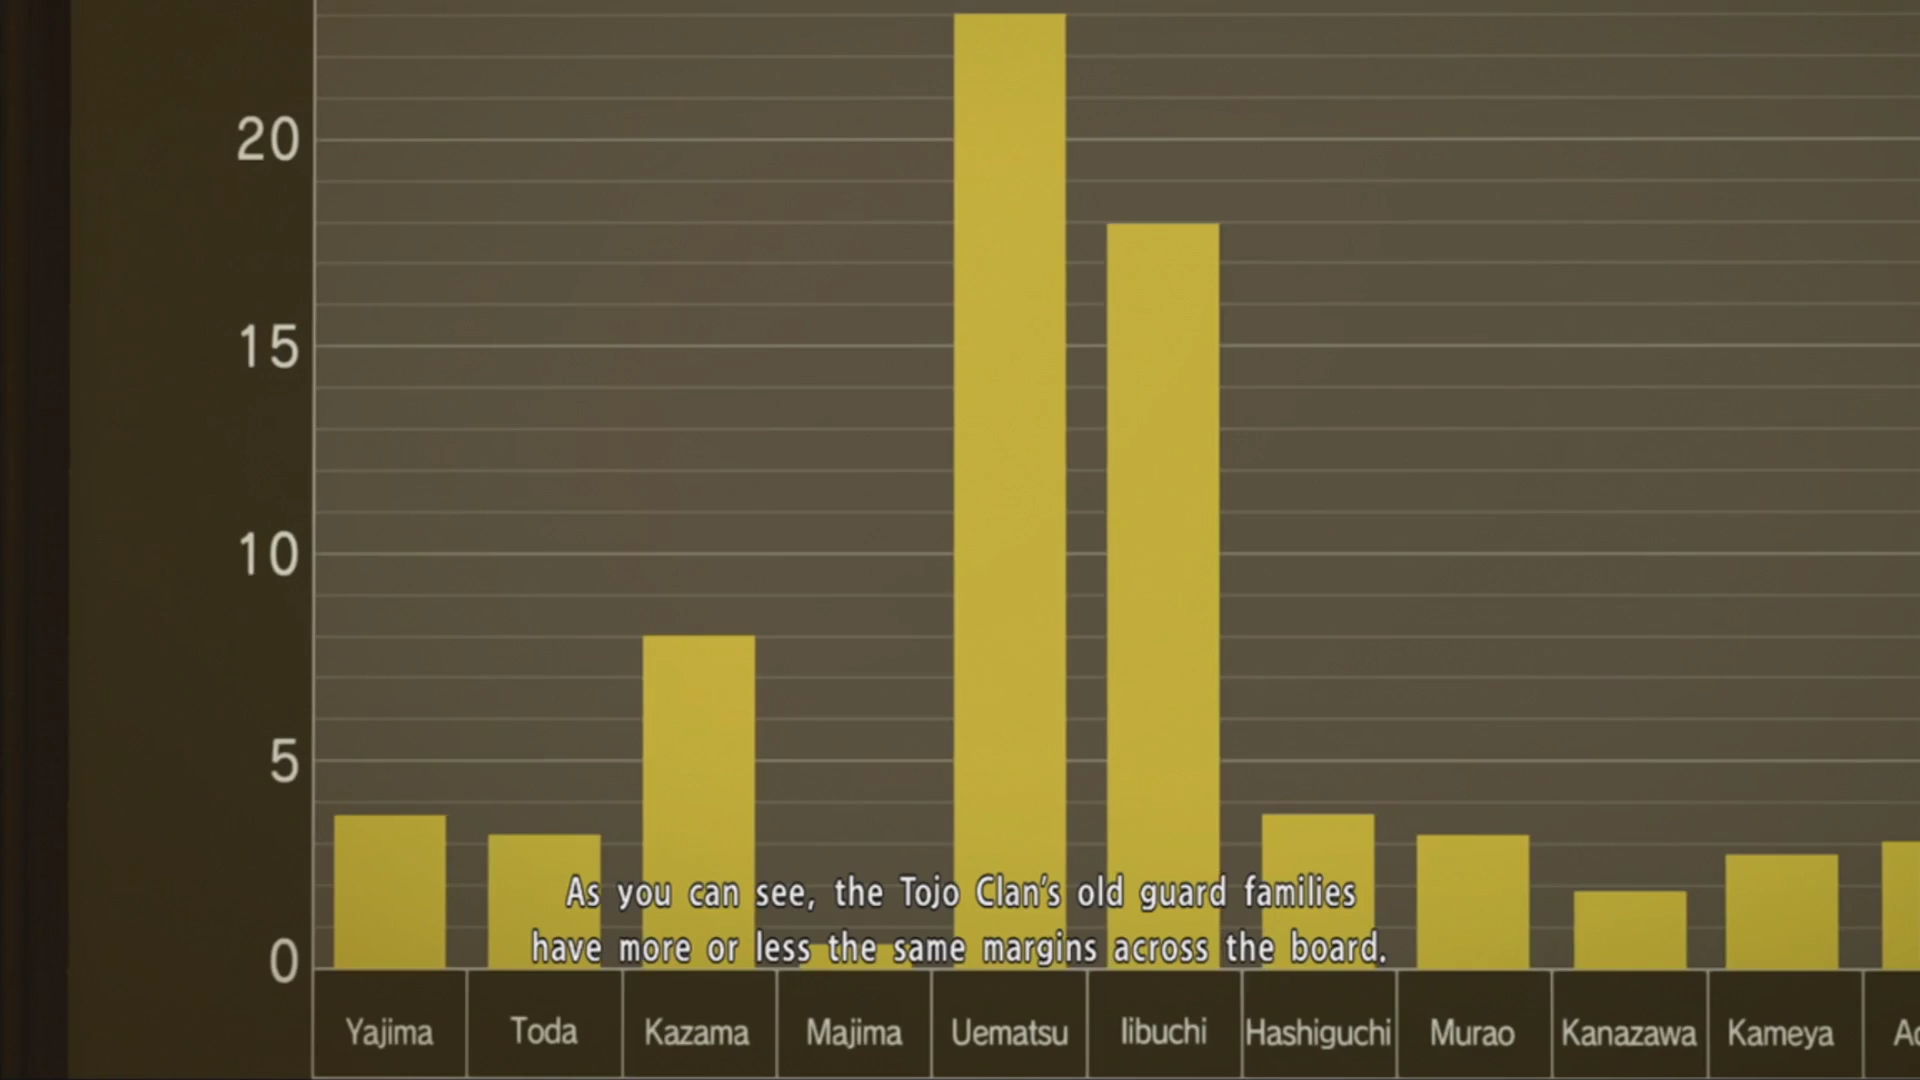 20
15
10
5
0
As you can see, the Tojo Clan's old guard families
have more or less the same margins across the board.
Yajima Toda Kazama Majima Uematsu Iibuchi Hashiguchi Murao Kanazawa Kameya